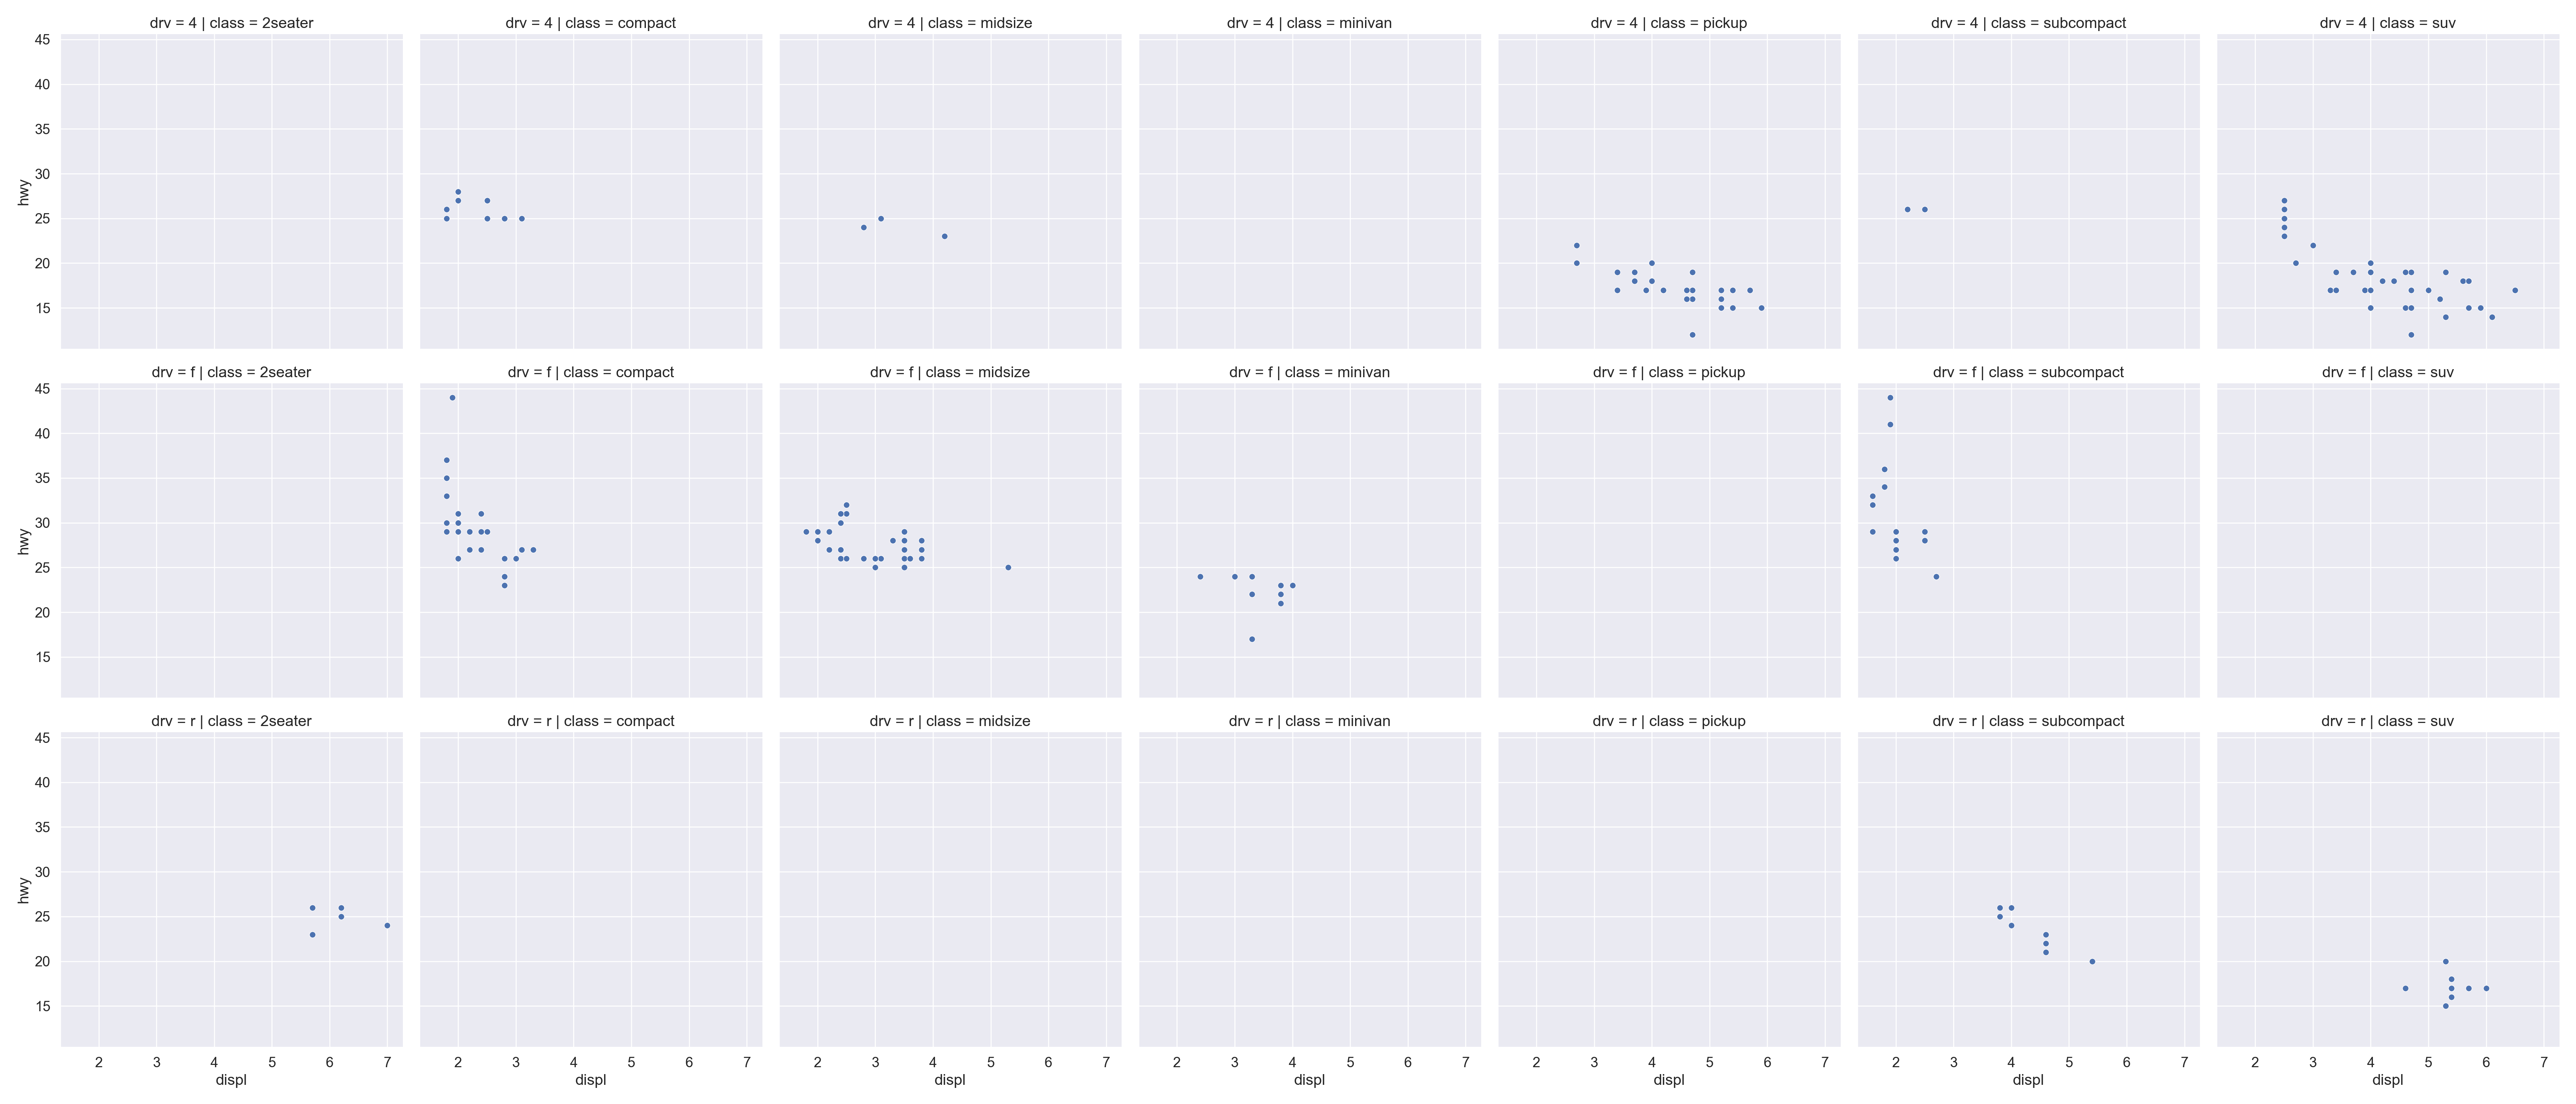 drv = 4 | class = 2seater
drv = 4 | class = compact
drv = 4 | class = midsize
drv = 4 | class = minivan
drv = 4 | class = pickup
drv = 4 | class = subcompact
drv = 4 | class = suv
45
40
35
30
25
20
15
hwy
drv = f | class = 2seater
drv = f | class = compact
drv = f | class = midsize
drv = f | class = minivan
drv = f | class = pickup
drv = f | class = subcompact
drv = f | class = suv
45
40
35
30
25
20
15
hwy
drv = r | class = 2seater
drv = r | class = compact
drv = r | class = midsize
drv = r | class = minivan
drv = r | class = pickup
drv = r | class = subcompact
drv = r | class = suv
45
40
35
30
25
20
15
hwy
2 3 4 5 6 7
displ
2 3 4 5 6 7
displ
2 3 4 5 6 7
displ
2 3 4 5 6 7
displ
2 3 4 5 6 7
displ
2 3 4 5 6 7
displ
2 3 4 5 6 7
displ